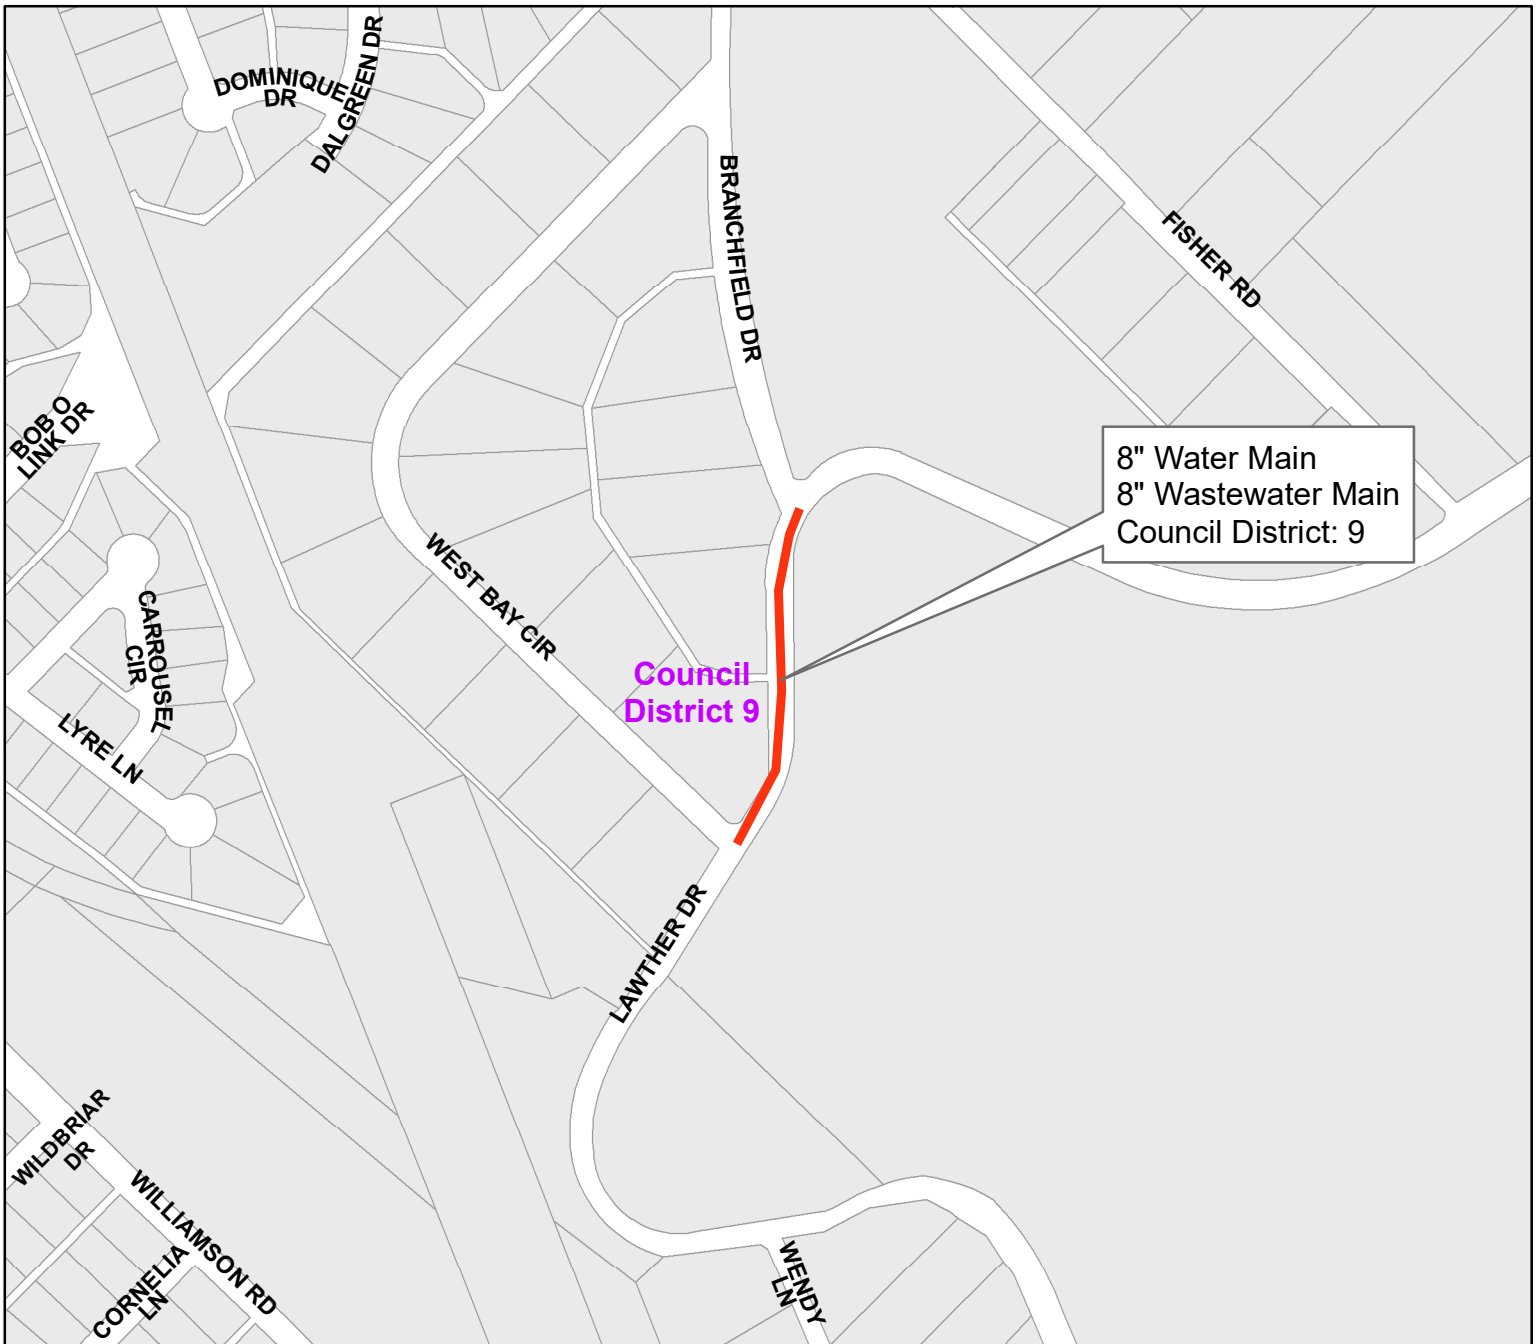 DOMINIQUE
DR
DALGREEN DR
BRANCHFIELD DR
FISHER RD
BOB O
LINK DR
8" Water Main
8" Wastewater Main
Council District: 9
WEST BAY CIR
CARROUSEL
CIR
Council
District 9
LYRE LN
LAWTHER DR
WILDBRIAR
DR
WILLIAMSON RD
CORNELIA
LN
WENDY
LN